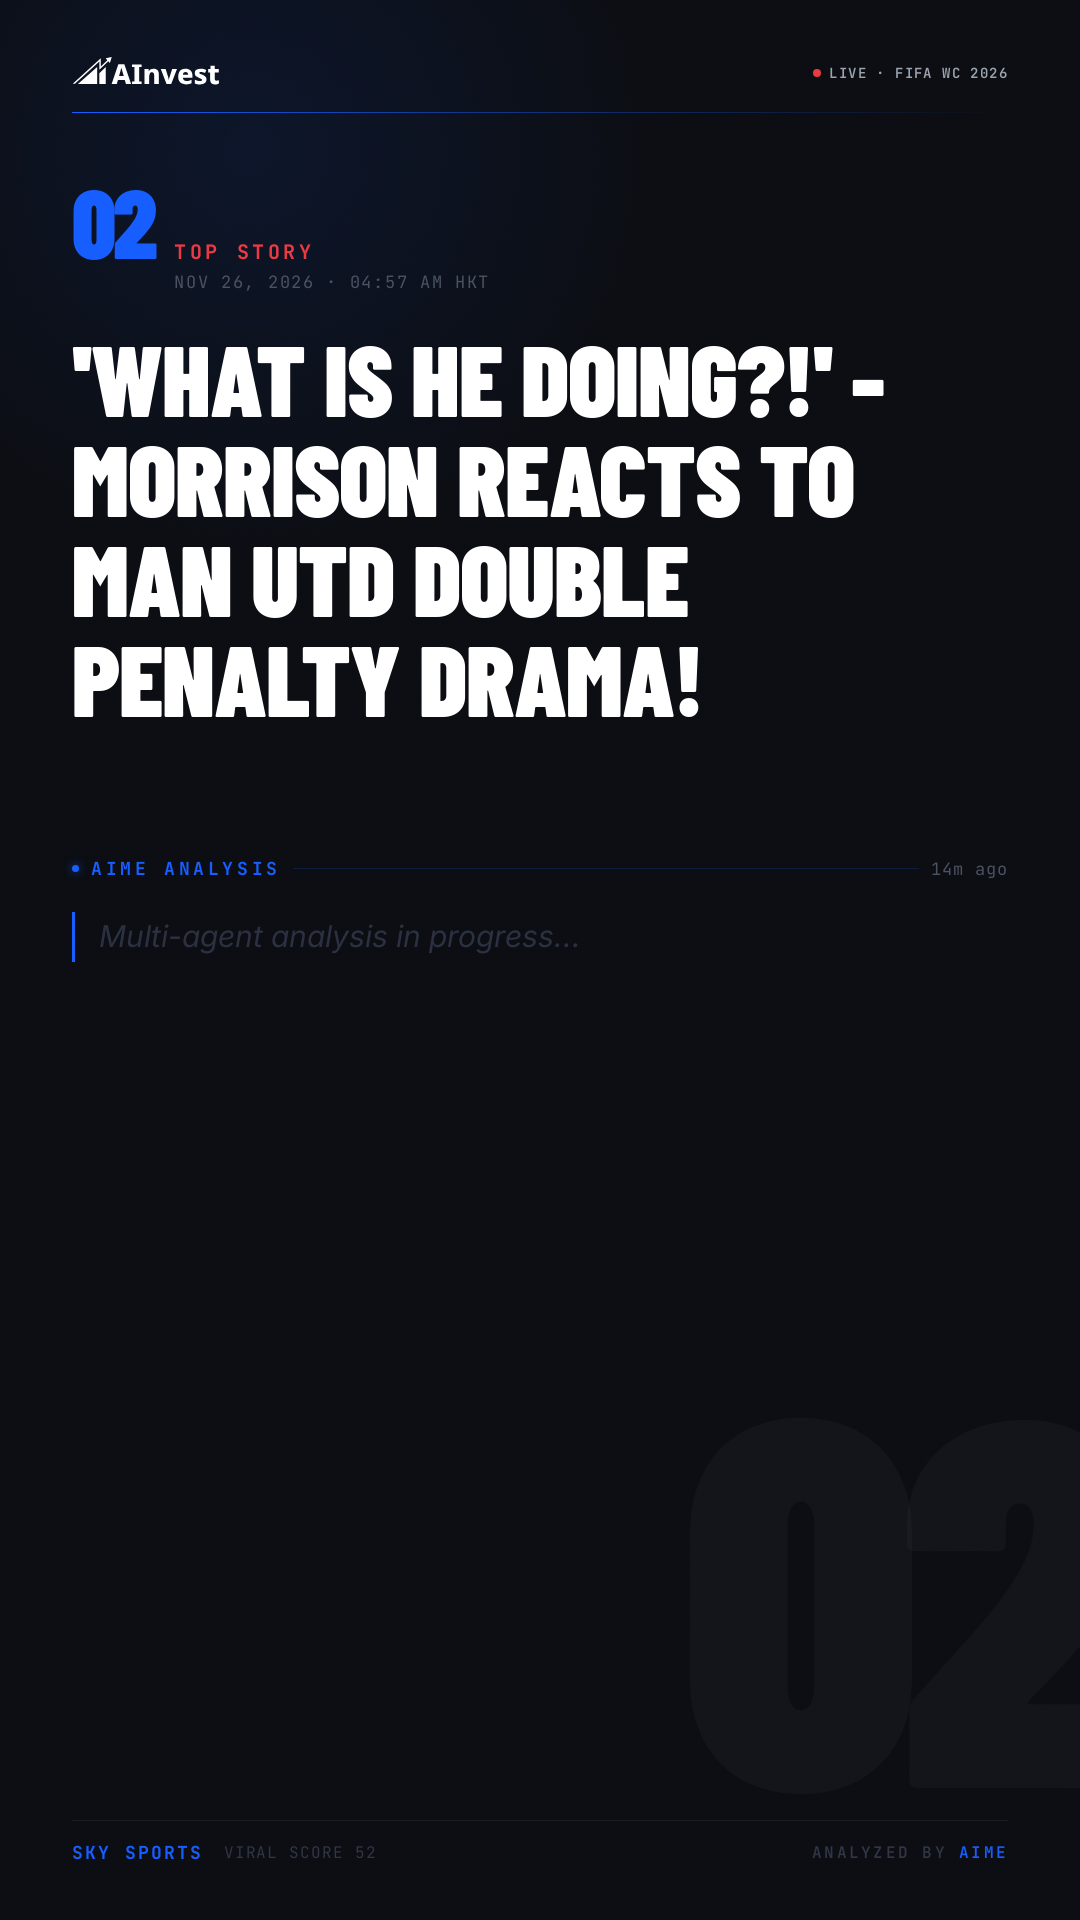 AInvest
LIVE · FIFA WC 2026
02
TOP STORY
NOV 26, 2026 · 04:57 AM HKT
'WHAT IS HE DOING?!' -
MORRISON REACTS TO
MAN UTD DOUBLE
PENALTY DRAMA!
AIME ANALYSIS
14m ago
Multi-agent analysis in progress...
02
SKY SPORTS VIRAL SCORE 52
ANALYZED BY AIME